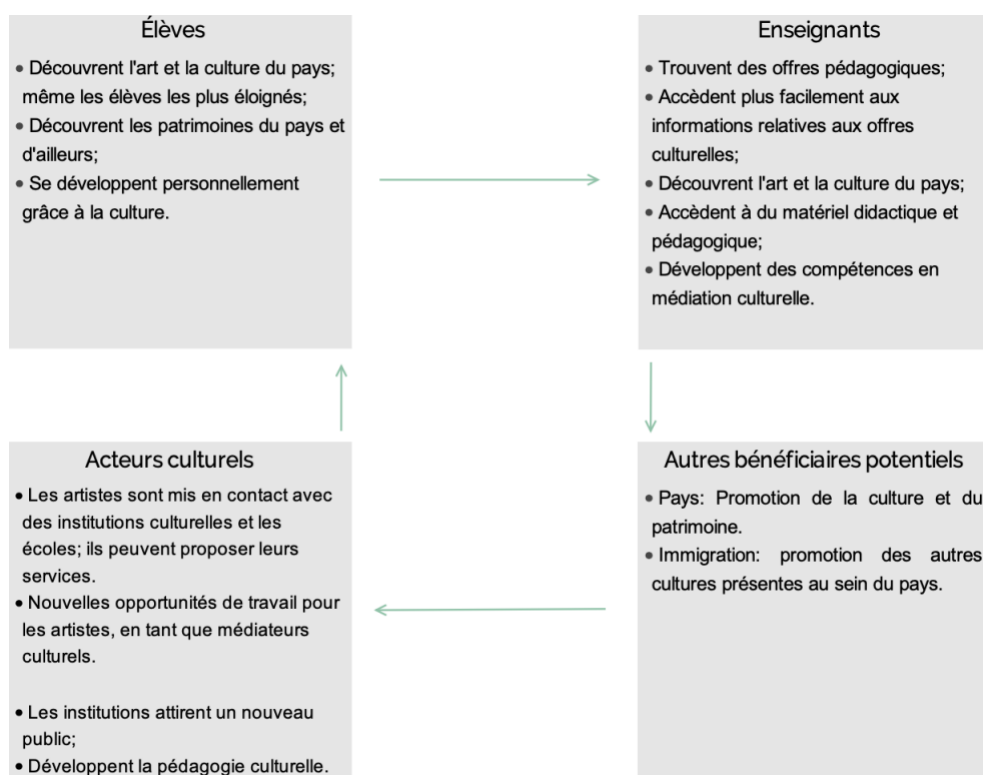 Élèves
• Découvrent l'art et la culture du pays;
même les élèves les plus éloignés;
• Découvrent les patrimoines du pays et
d'ailleurs;
• Se développent personnellement
grâce à la culture.
Enseignants
• Trouvent des offres pédagogiques;
• Accèdent plus facilement aux
informations relatives aux offres
culturelles;
• Découvrent l'art et la culture du pays;
• Accèdent à du matériel didactique et
pédagogique;
• Développent des compétences en
médiation culturelle.
Acteurs culturels
• Les artistes sont mis en contact avec
des institutions culturelles et les
écoles; ils peuvent proposer leurs
services.
• Nouvelles opportunités de travail pour
les artistes, en tant que médiateurs
culturels.
• Les institutions attirent un nouveau
public;
• Développent la pédagogie culturelle.
Autres bénéficiaires potentiels
• Pays: Promotion de la culture et du
patrimoine.
• Immigration: promotion des autres
cultures présentes au sein du pays.